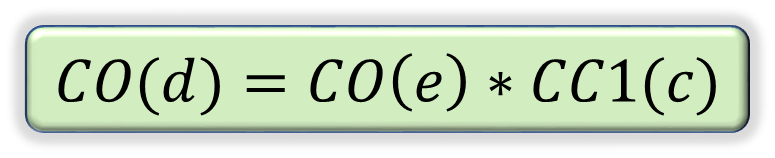 CO(d) = CO(e) * CC1(c)